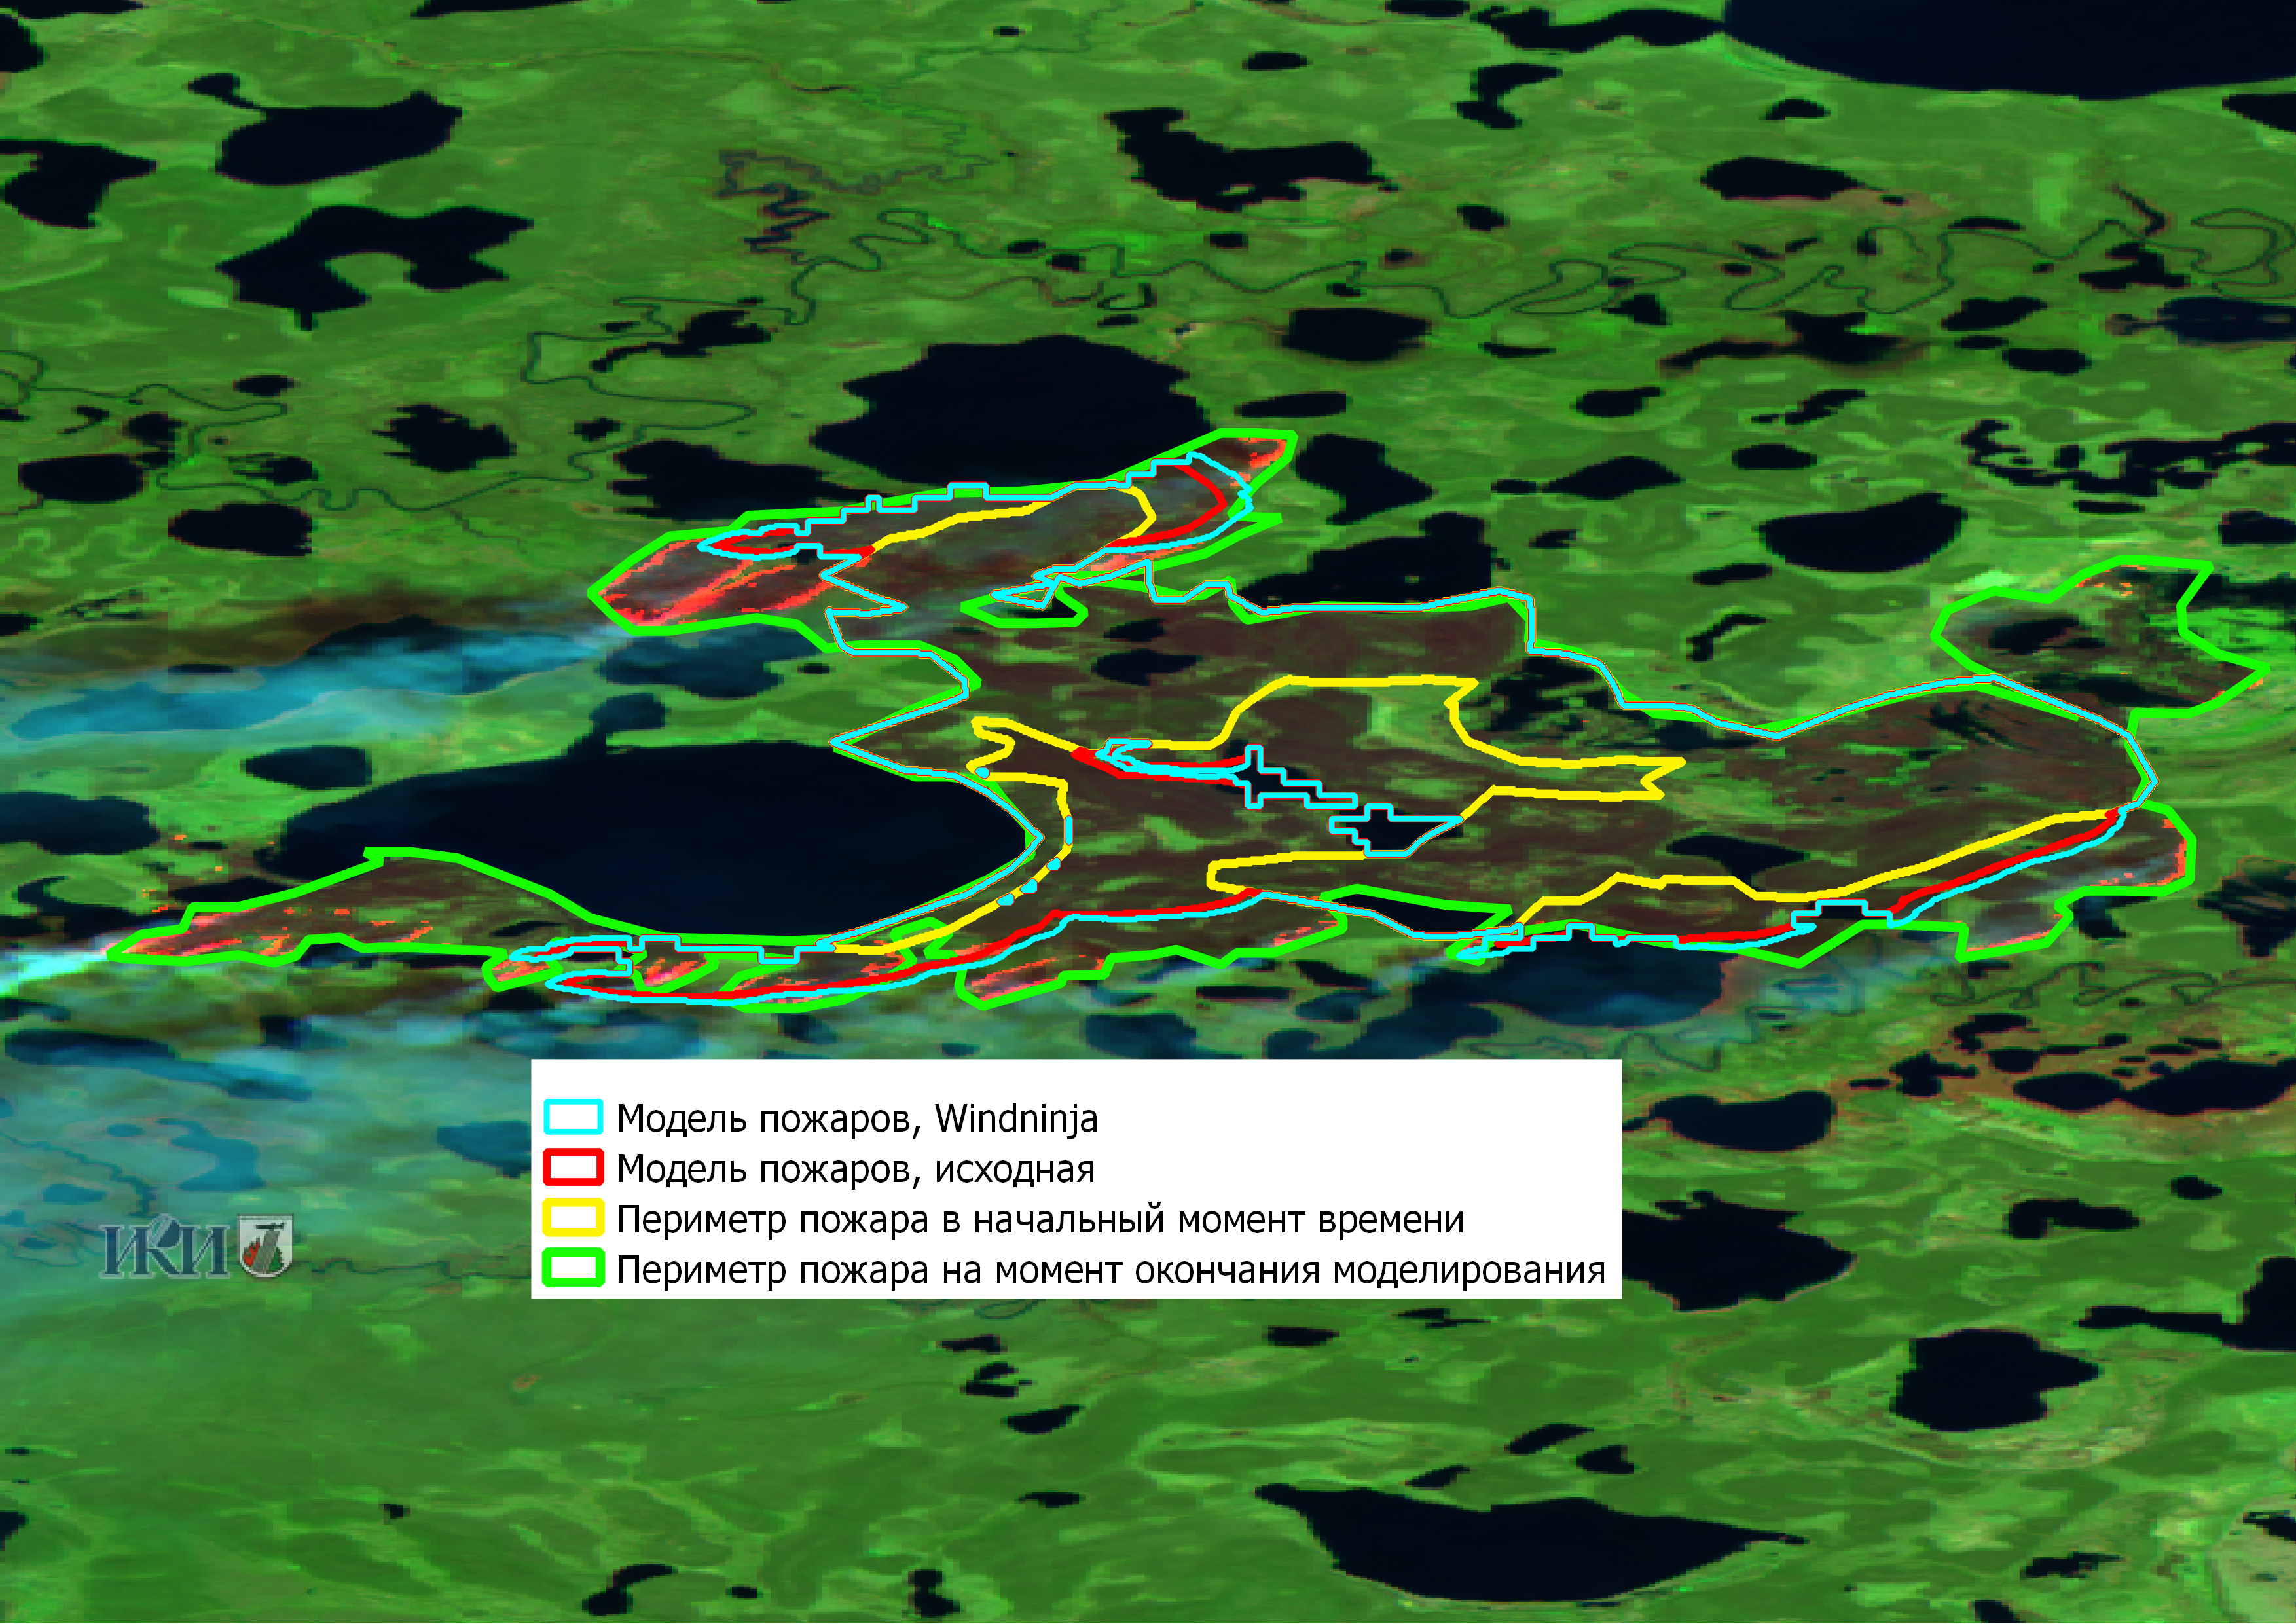 Модель пожаров, Windninja
Модель пожаров, исходная
Периметр пожара в начальный момент времени
Периметр пожара на момент окончания моделирования
ИКИ